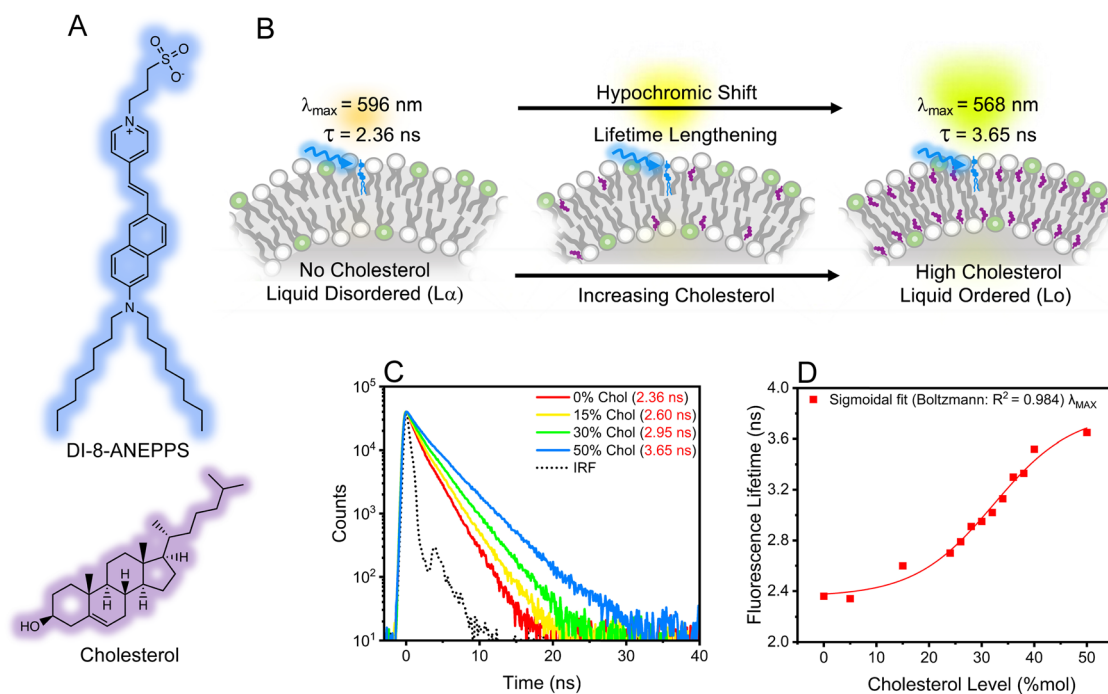 A
O
S
O
O
O-
N
+
N
DI-8-ANEPPS
H
H
H
H
HO
Cholesterol
B
λmax = 596 nm
τ = 2.36 ns
Hypochromic Shift
Lifetime Lengthening
λmax = 568 nm
τ = 3.65 ns
No Cholesterol
Liquid Disordered (Lα)
Increasing Cholesterol
High Cholesterol
Liquid Ordered (Lo)
C
0% Chol (2.36 ns)
15% Chol (2.60 ns)
30% Chol (2.95 ns)
50% Chol (3.65 ns)
IRF
Counts
10^5
10^4
10^3
10^2
10^1
0 10 20 30 40
Time (ns)
D
Sigmoidal fit (Boltzmann: R² = 0.984) λMAX
Fluorescence Lifetime (ns)
4.0
3.6
3.2
2.8
2.4
2.0
0 10 20 30 40 50
Cholesterol Level (%mol)